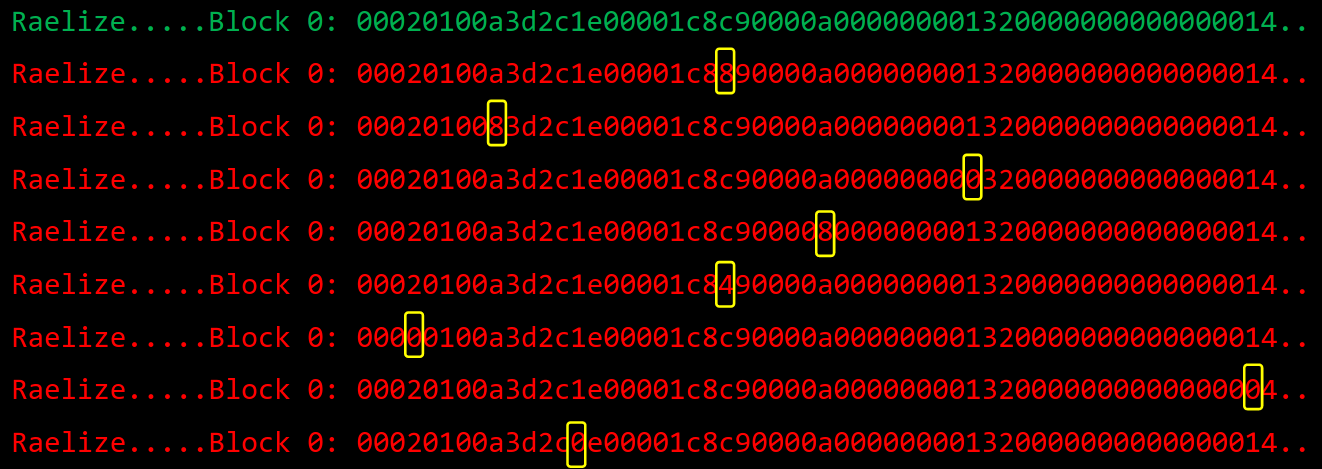 Raelize.....Block 0: 00020100a3d2c1e00001c8c90000a000000001320000000000000014..
Raelize.....Block 0: 00020100a3d2c1e00001c8890000a000000001320000000000000014..
Raelize.....Block 0: 0002010083d2c1e00001c8c90000a000000001320000000000000014..
Raelize.....Block 0: 00020100a3d2c1e00001c8c90000a000000000320000000000000014..
Raelize.....Block 0: 00020100a3d2c1e00001c8c900008000000001320000000000000014..
Raelize.....Block 0: 00020100a3d2c1e00001c8490000a000000001320000000000000014..
Raelize.....Block 0: 00000100a3d2c1e00001c8c90000a000000001320000000000000014..
Raelize.....Block 0: 00020100a3d2c1e00001c8c90000a000000001320000000000000004..
Raelize.....Block 0: 00020100a3d2c0e00001c8c90000a000000001320000000000000014..